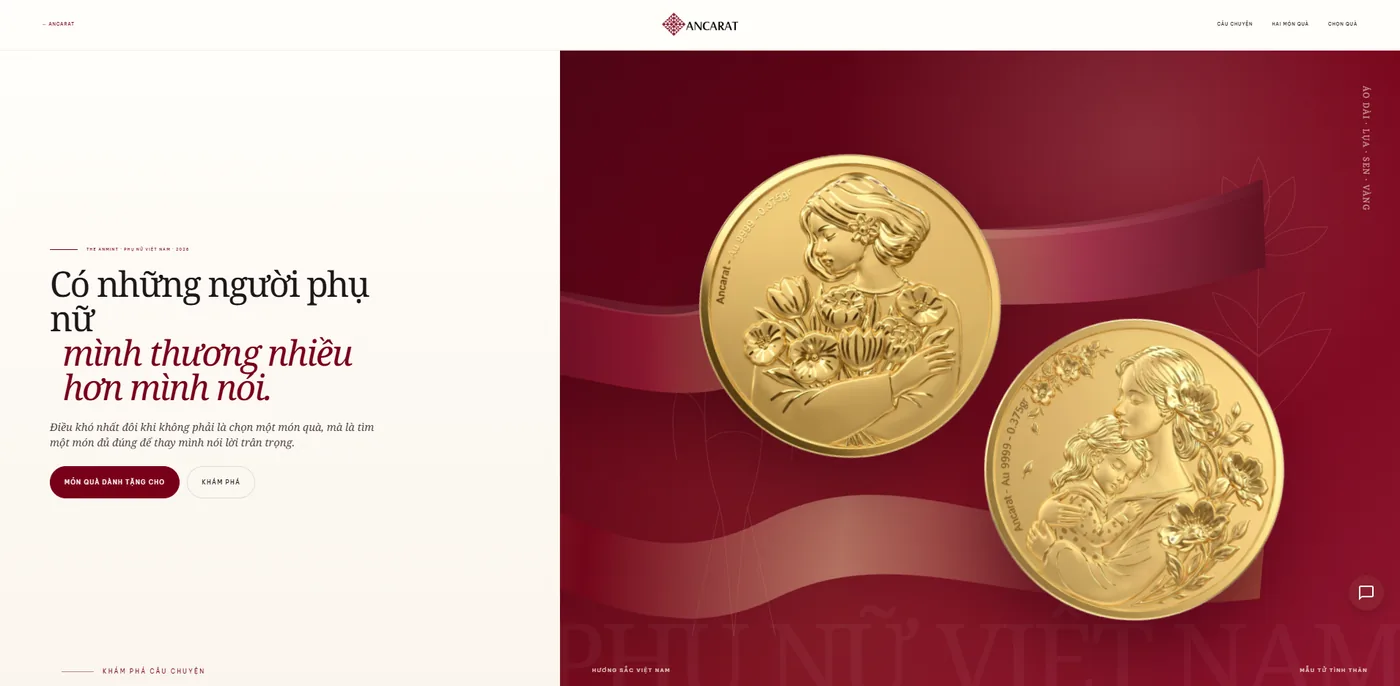 ← ANCARAT
ANCARAT
CÂU CHUYỆN
HAI MÓN QUÀ
CHỌN QUÀ
THE ANMINT · PHỤ NỮ VIỆT NAM · 2026
Có những người phụ
nữ
mình thương nhiều
hơn mình nói.
Điều khó nhất đôi khi không phải là chọn một món quà, mà là tìm
một món đủ đúng để thay mình nói lời trân trọng.
MÓN QUÀ DÀNH TẶNG CHO
KHÁM PHÁ
KHÁM PHÁ CÂU CHUYỆN
ÁO DÀI · LỤA · SEN · VÀNG
Ancarat - Au 9999 - 0.375gr
Ancarat - Au 9999 - 0.375gr
PHỤ NỮ VIỆT NAM
HƯƠNG SẮC VIỆT NAM
MẪU TỬ TÌNH THÂN